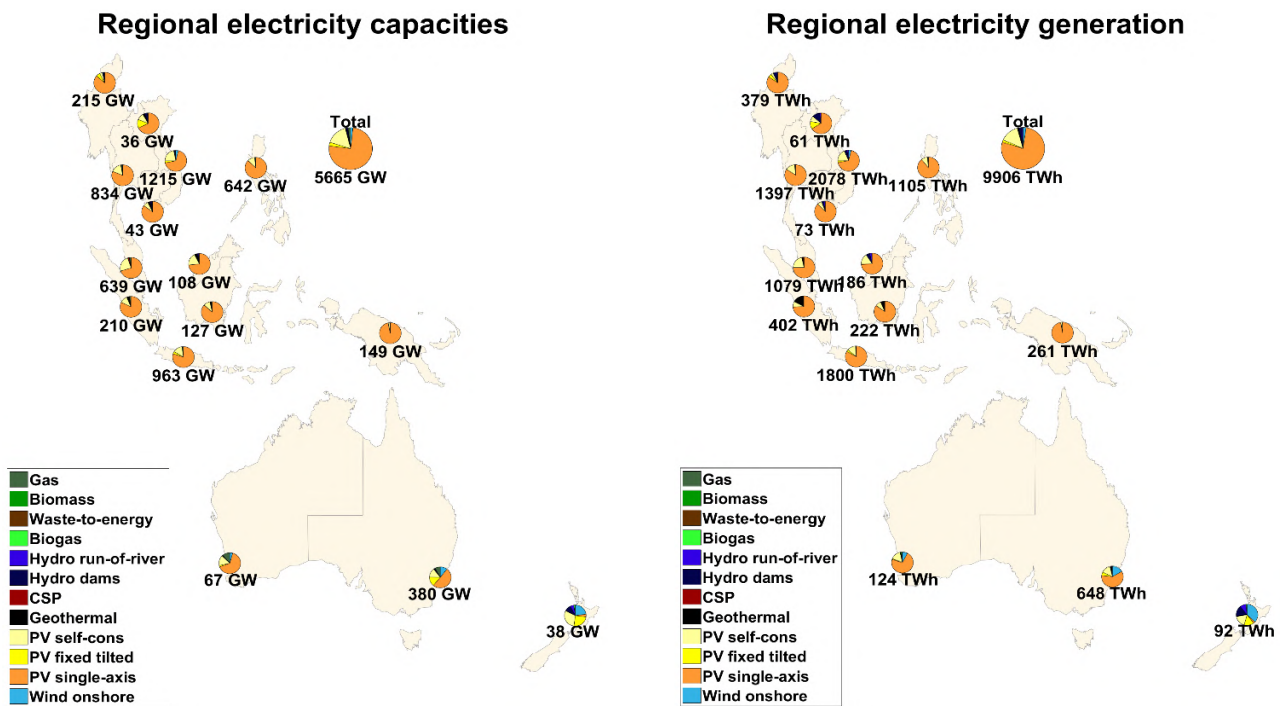 Regional electricity capacities
215 GW
36 GW
Total
1215 GW
834 GW
642 GW
5665 GW
43 GW
639 GW
108 GW
210 GW
127 GW
149 GW
963 GW
67 GW
380 GW
38 GW
Gas
Biomass
Waste-to-energy
Biogas
Hydro run-of-river
Hydro dams
CSP
Geothermal
PV self-cons
PV fixed tilted
PV single-axis
Wind onshore
Regional electricity generation
379 TWh
61 TWh
Total
2078 TWh
1397 TWh
1105 TWh
9906 TWh
73 TWh
1079 TWh
186 TWh
402 TWh
222 TWh
261 TWh
1800 TWh
124 TWh
648 TWh
92 TWh
Gas
Biomass
Waste-to-energy
Biogas
Hydro run-of-river
Hydro dams
CSP
Geothermal
PV self-cons
PV fixed tilted
PV single-axis
Wind onshore